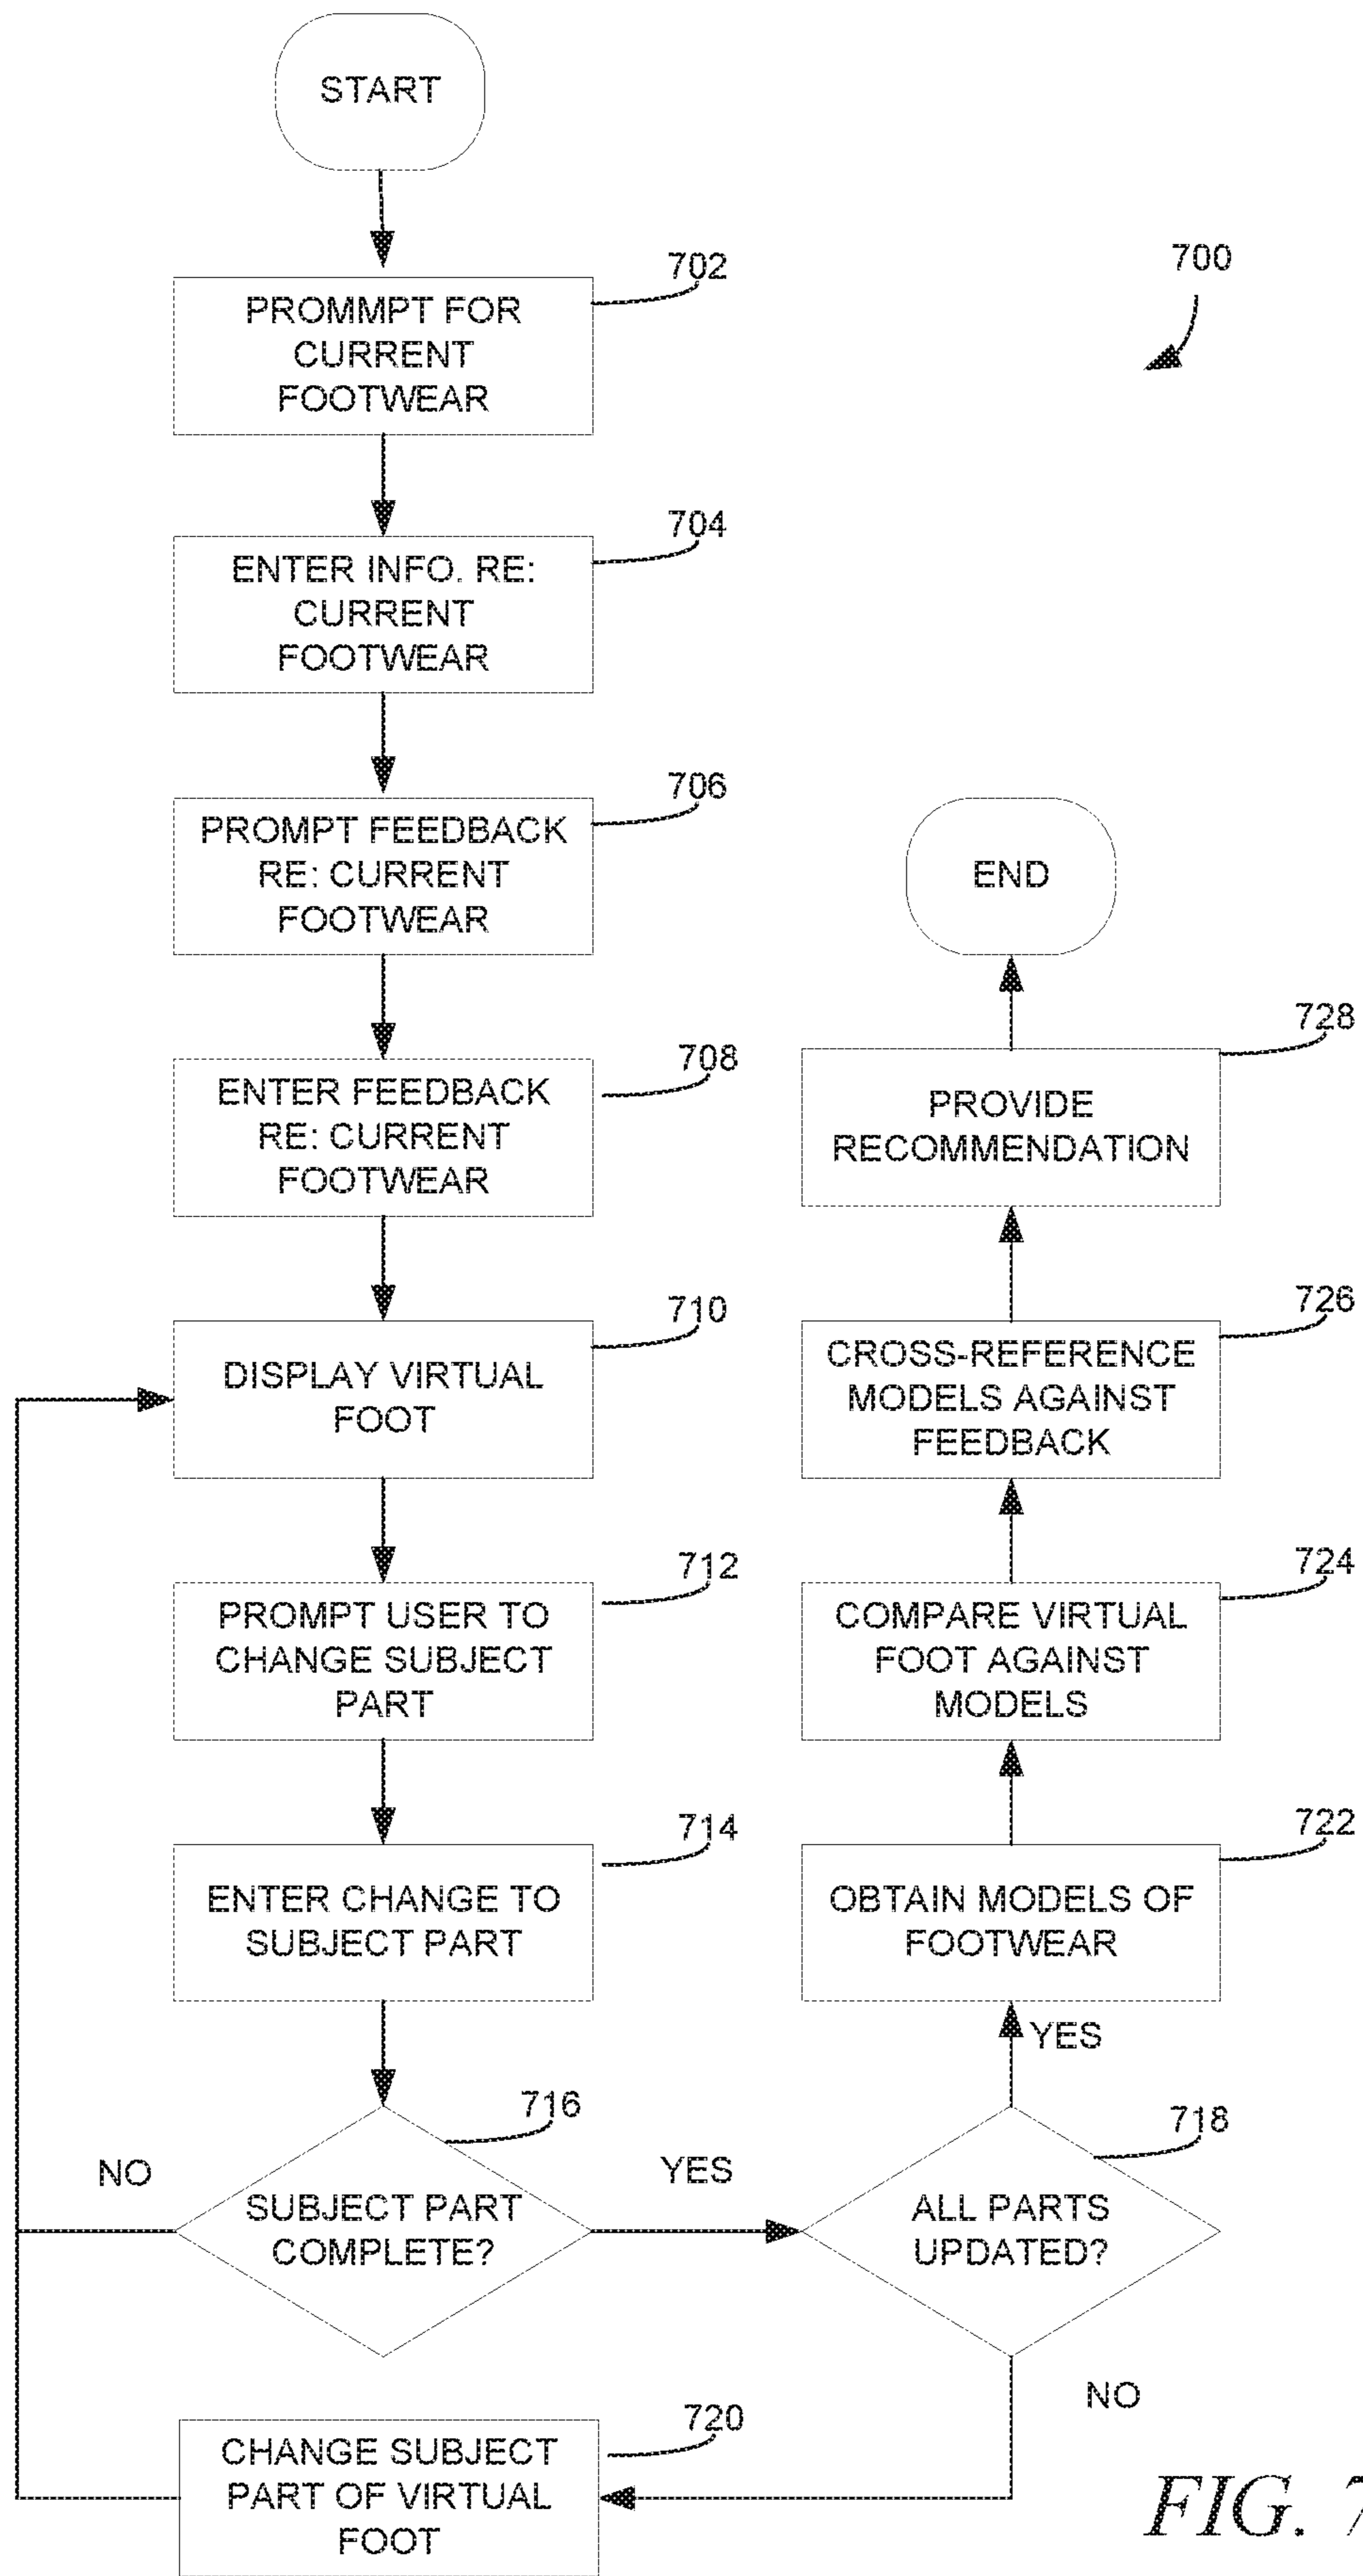 START
700
702
PROMMPT FOR
CURRENT
FOOTWEAR
704
ENTER INFO. RE:
CURRENT
FOOTWEAR
706
PROMPT FEEDBACK
RE: CURRENT
FOOTWEAR
708
ENTER FEEDBACK
RE: CURRENT
FOOTWEAR
710
DISPLAY VIRTUAL
FOOT
712
PROMPT USER TO
CHANGE SUBJECT
PART
714
ENTER CHANGE TO
SUBJECT PART
716
SUBJECT PART
COMPLETE?
NO
YES
718
ALL PARTS
UPDATED?
NO
720
CHANGE SUBJECT
PART OF VIRTUAL
FOOT
YES
722
OBTAIN MODELS OF
FOOTWEAR
724
COMPARE VIRTUAL
FOOT AGAINST
MODELS
726
CROSS-REFERENCE
MODELS AGAINST
FEEDBACK
728
PROVIDE
RECOMMENDATION
END
FIG. 7